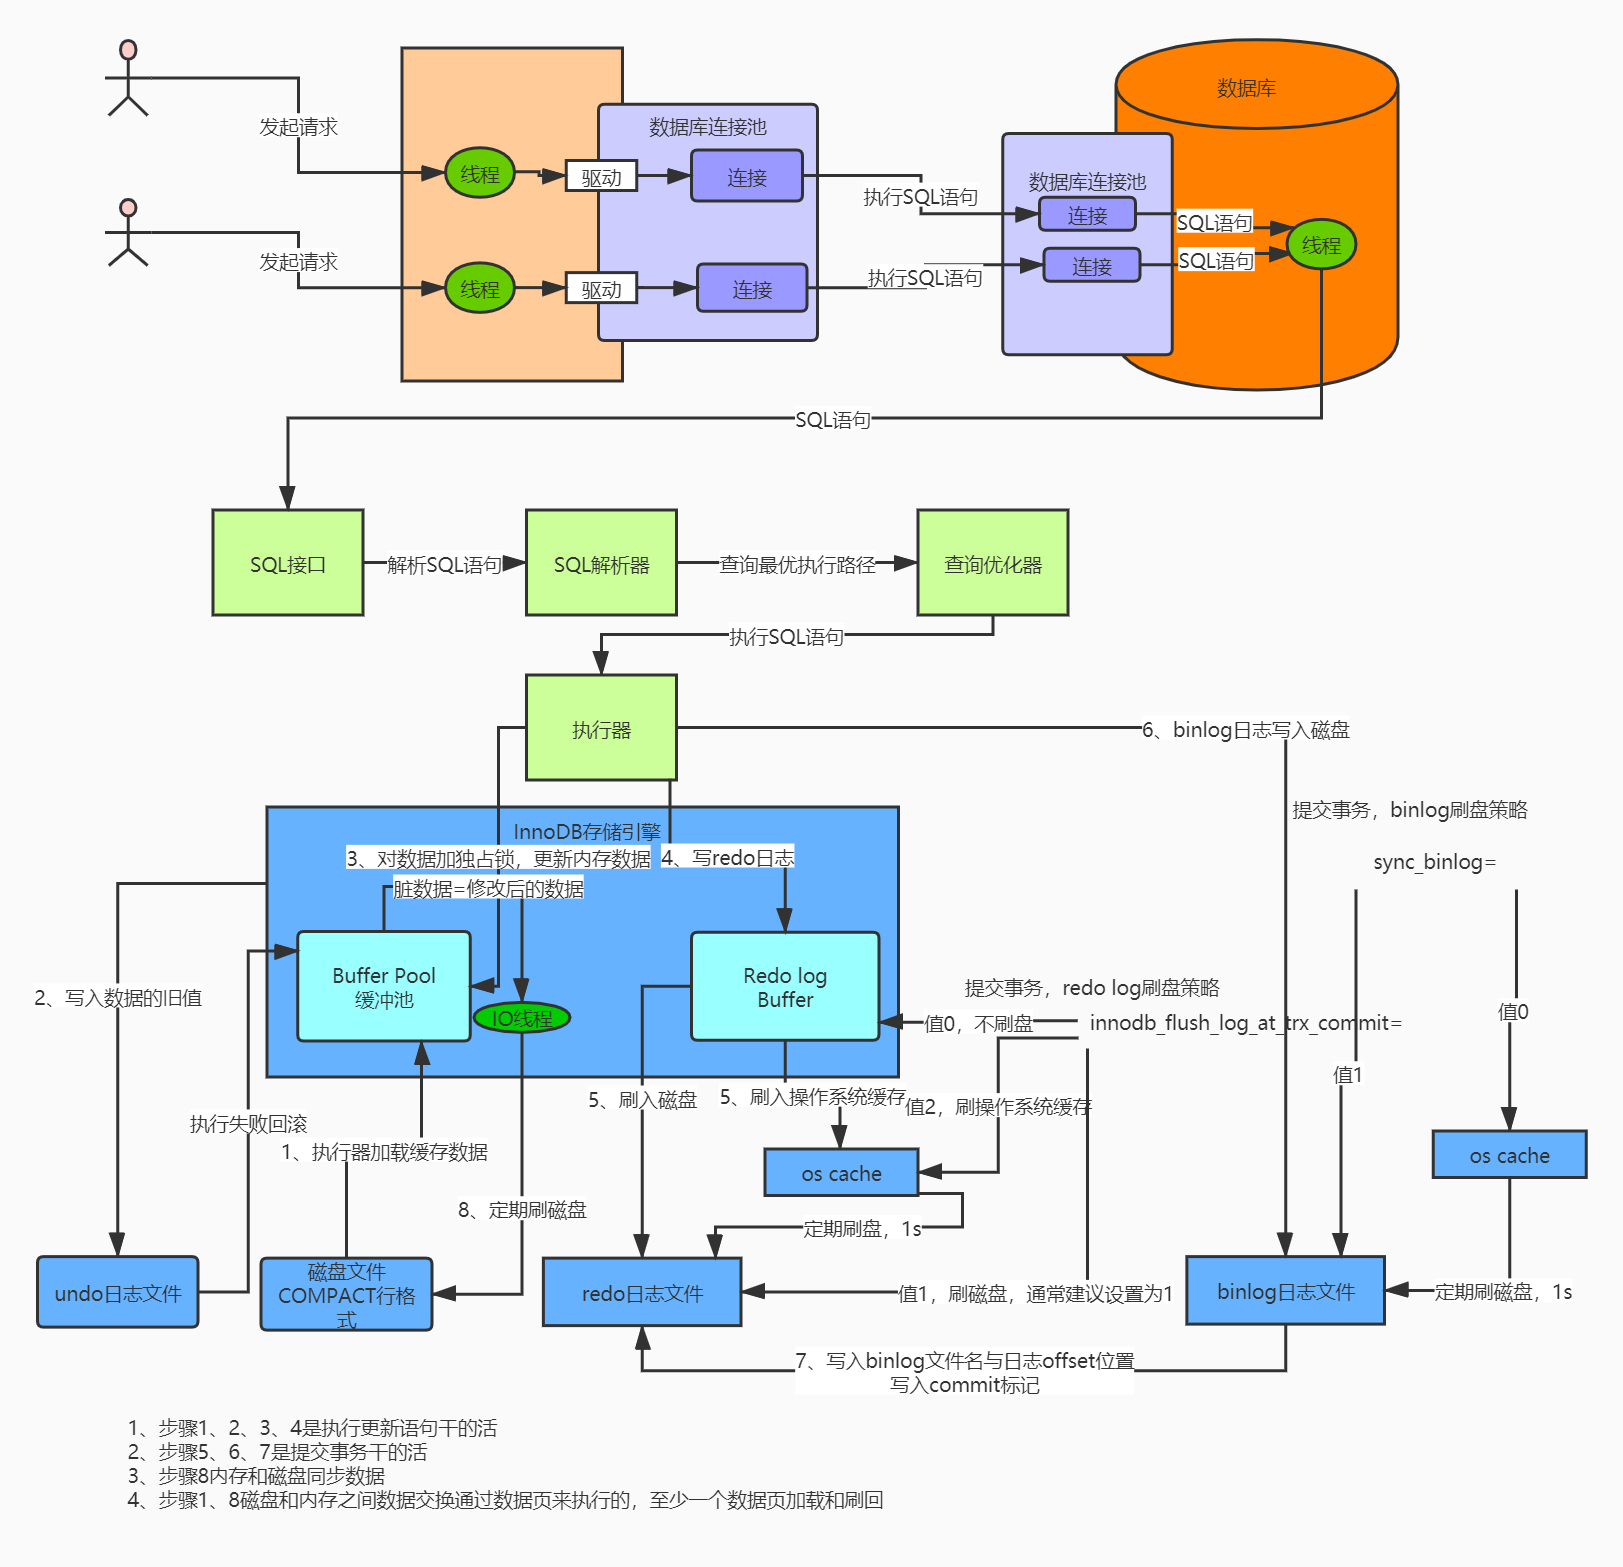 数据库
发起请求
数据库连接池
线程
驱动
连接
执行SQL语句
数据库连接池
连接
SQL语句
线程
发起请求
线程
驱动
连接
执行SQL语句
连接
SQL语句
SQL语句
SQL接口
解析SQL语句
SQL解析器
查询最优执行路径
查询优化器
执行SQL语句
执行器
6、binlog日志写入磁盘
提交事务，binlog刷盘策略
sync_binlog=
InnoDB存储引擎
3、对数据加独占锁，更新内存数据
4、写redo日志
脏数据=修改后的数据
Buffer Pool
缓冲池
IO线程
Redo log
Buffer
2、写入数据的旧值
提交事务，redo log刷盘策略
值0，不刷盘
innodb_flush_log_at_trx_commit=
值0
值1
5、刷入磁盘
5、刷入操作系统缓存
值2，刷操作系统缓存
执行失败回滚
1、执行器加载缓存数据
os cache
os cache
8、定期刷磁盘
定期刷盘，1s
undo日志文件
磁盘文件
COMPACT行格
式
redo日志文件
值1，刷磁盘，通常建议设置为1
binlog日志文件
定期刷磁盘，1s
7、写入binlog文件名与日志offset位置
写入commit标记
1、步骤1、2、3、4是执行更新语句干的活
2、步骤5、6、7是提交事务干的活
3、步骤8内存和磁盘同步数据
4、步骤1、8磁盘和内存之间数据交换通过数据页来执行的，至少一个数据页加载和刷回